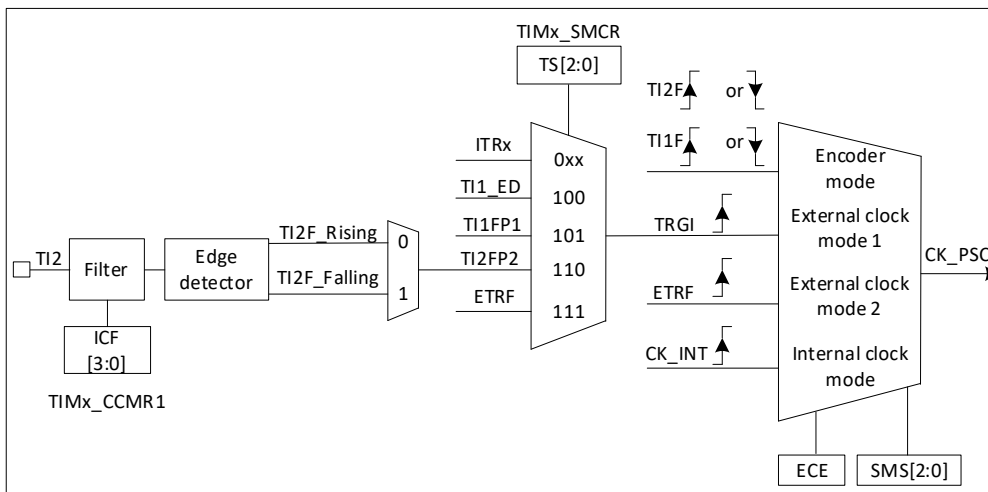 TIMx_SMCR
TS[2:0]
TI2F or
TI1F or
ITRx
0xx
Encoder
mode
TI1_ED
100
TI2F_Rising
0
TI1FP1
101
TRGI
External clock
mode 1
TI2
Filter
Edge
detector
TI2F_Falling
1
TI2FP2
110
CK_PSC
ETRF
111
ETRF
External clock
mode 2
ICF
[3:0]
CK_INT
Internal clock
mode
TIMx_CCMR1
ECE
SMS[2:0]